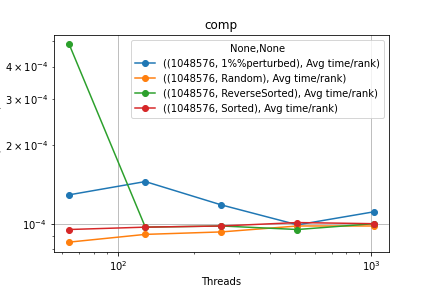 comp
None,None
((1048576, 1%%perturbed), Avg time/rank)
((1048576, Random), Avg time/rank)
((1048576, ReverseSorted), Avg time/rank)
((1048576, Sorted), Avg time/rank)
4 × 10⁻⁴
3 × 10⁻⁴
2 × 10⁻⁴
10⁻⁴
10² 10³
Threads